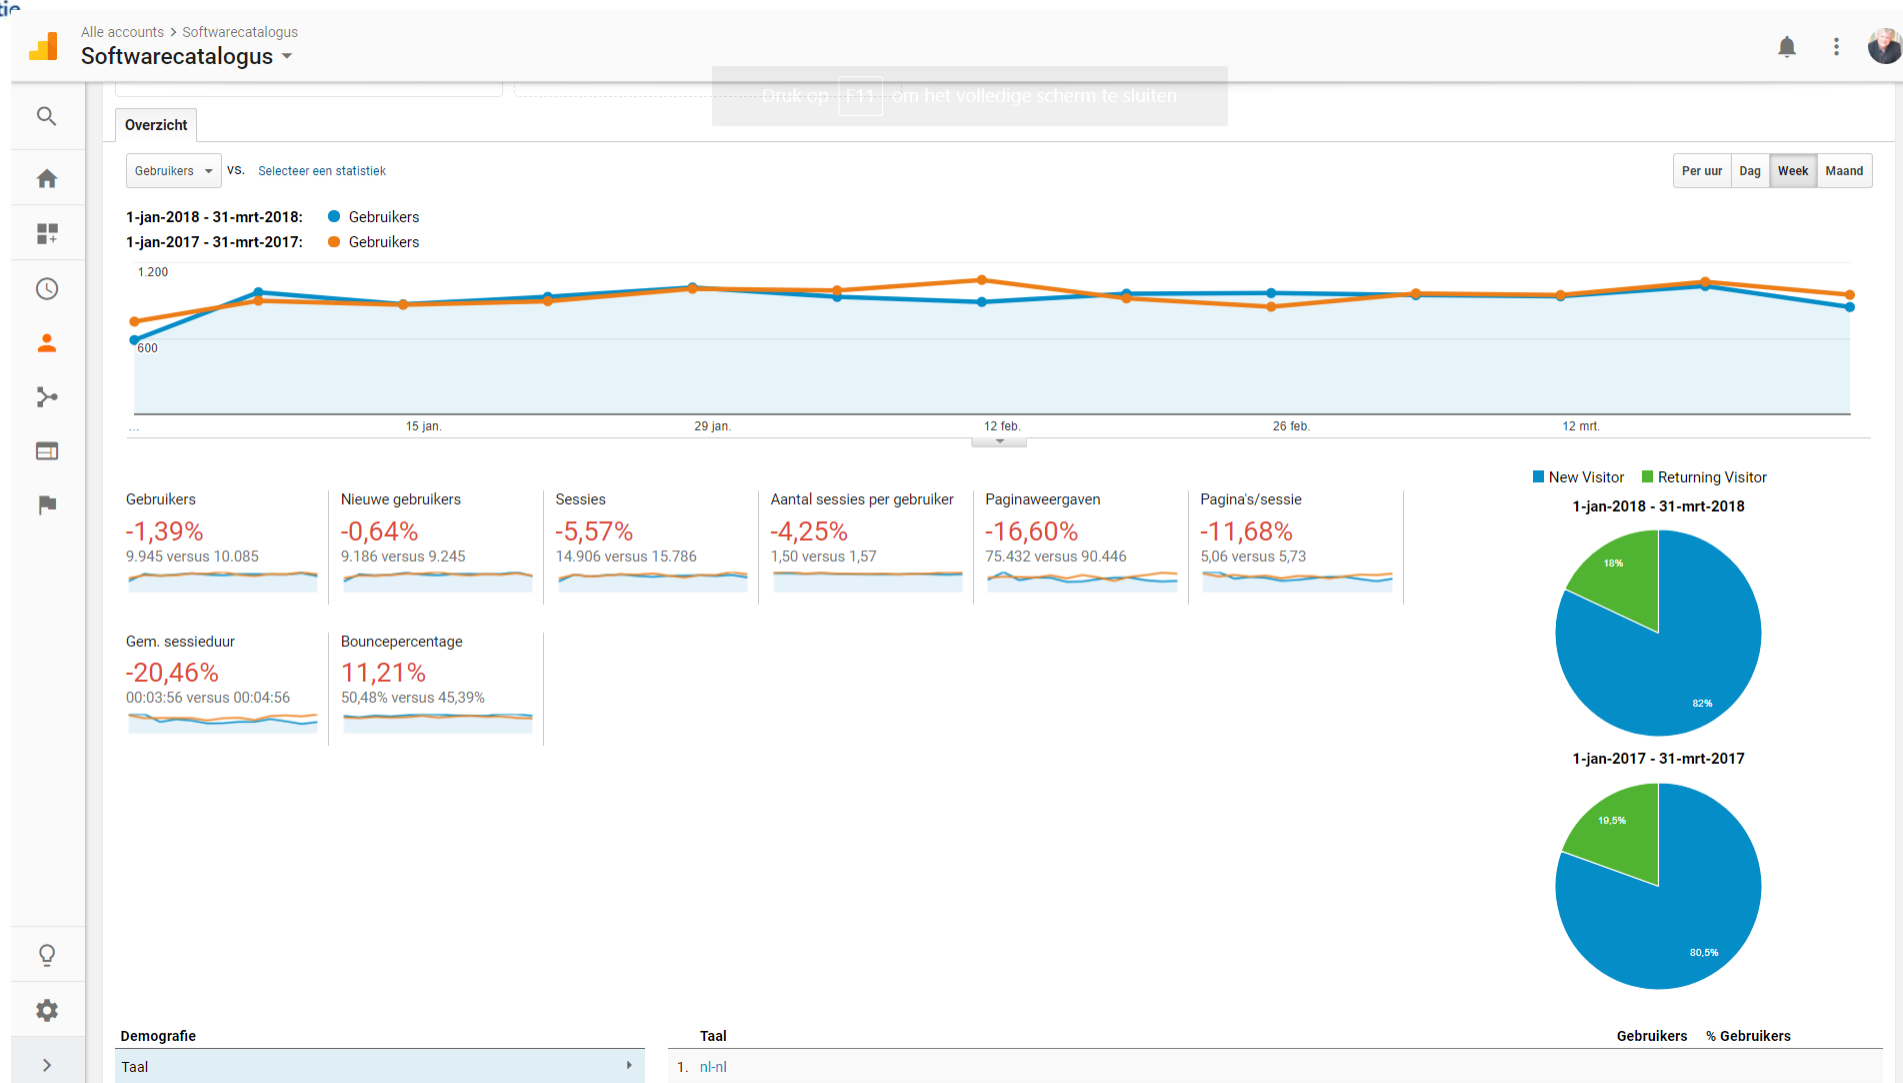 tie
Alle accounts > Softwarecatalogus
Softwarecatalogus
Druk op F11 om het volledige scherm te sluiten
Overzicht
Gebruikers VS. Selecteer een statistiek
Per uur Dag Week Maand
1-jan-2018 - 31-mrt-2018: Gebruikers
1-jan-2017 - 31-mrt-2017: Gebruikers
1.200
600
... 15 jan. 29 jan. 12 feb. 26 feb. 12 mrt.
New Visitor Returning Visitor
1-jan-2018 - 31-mrt-2018
18%
82%
1-jan-2017 - 31-mrt-2017
19,5%
80,5%
Gebruikers
-1,39%
9.945 versus 10.085
Nieuwe gebruikers
-0,64%
9.186 versus 9.245
Sessies
-5,57%
14.906 versus 15.786
Aantal sessies per gebruiker
-4,25%
1,50 versus 1,57
Paginaweergaven
-16,60%
75.432 versus 90.446
Pagina's/sessie
-11,68%
5,06 versus 5,73
Gem. sessieduur
-20,46%
00:03:56 versus 00:04:56
Bouncepercentage
11,21%
50,48% versus 45,39%
Demografie
Taal
Taal Gebruikers % Gebruikers
1. nl-nl